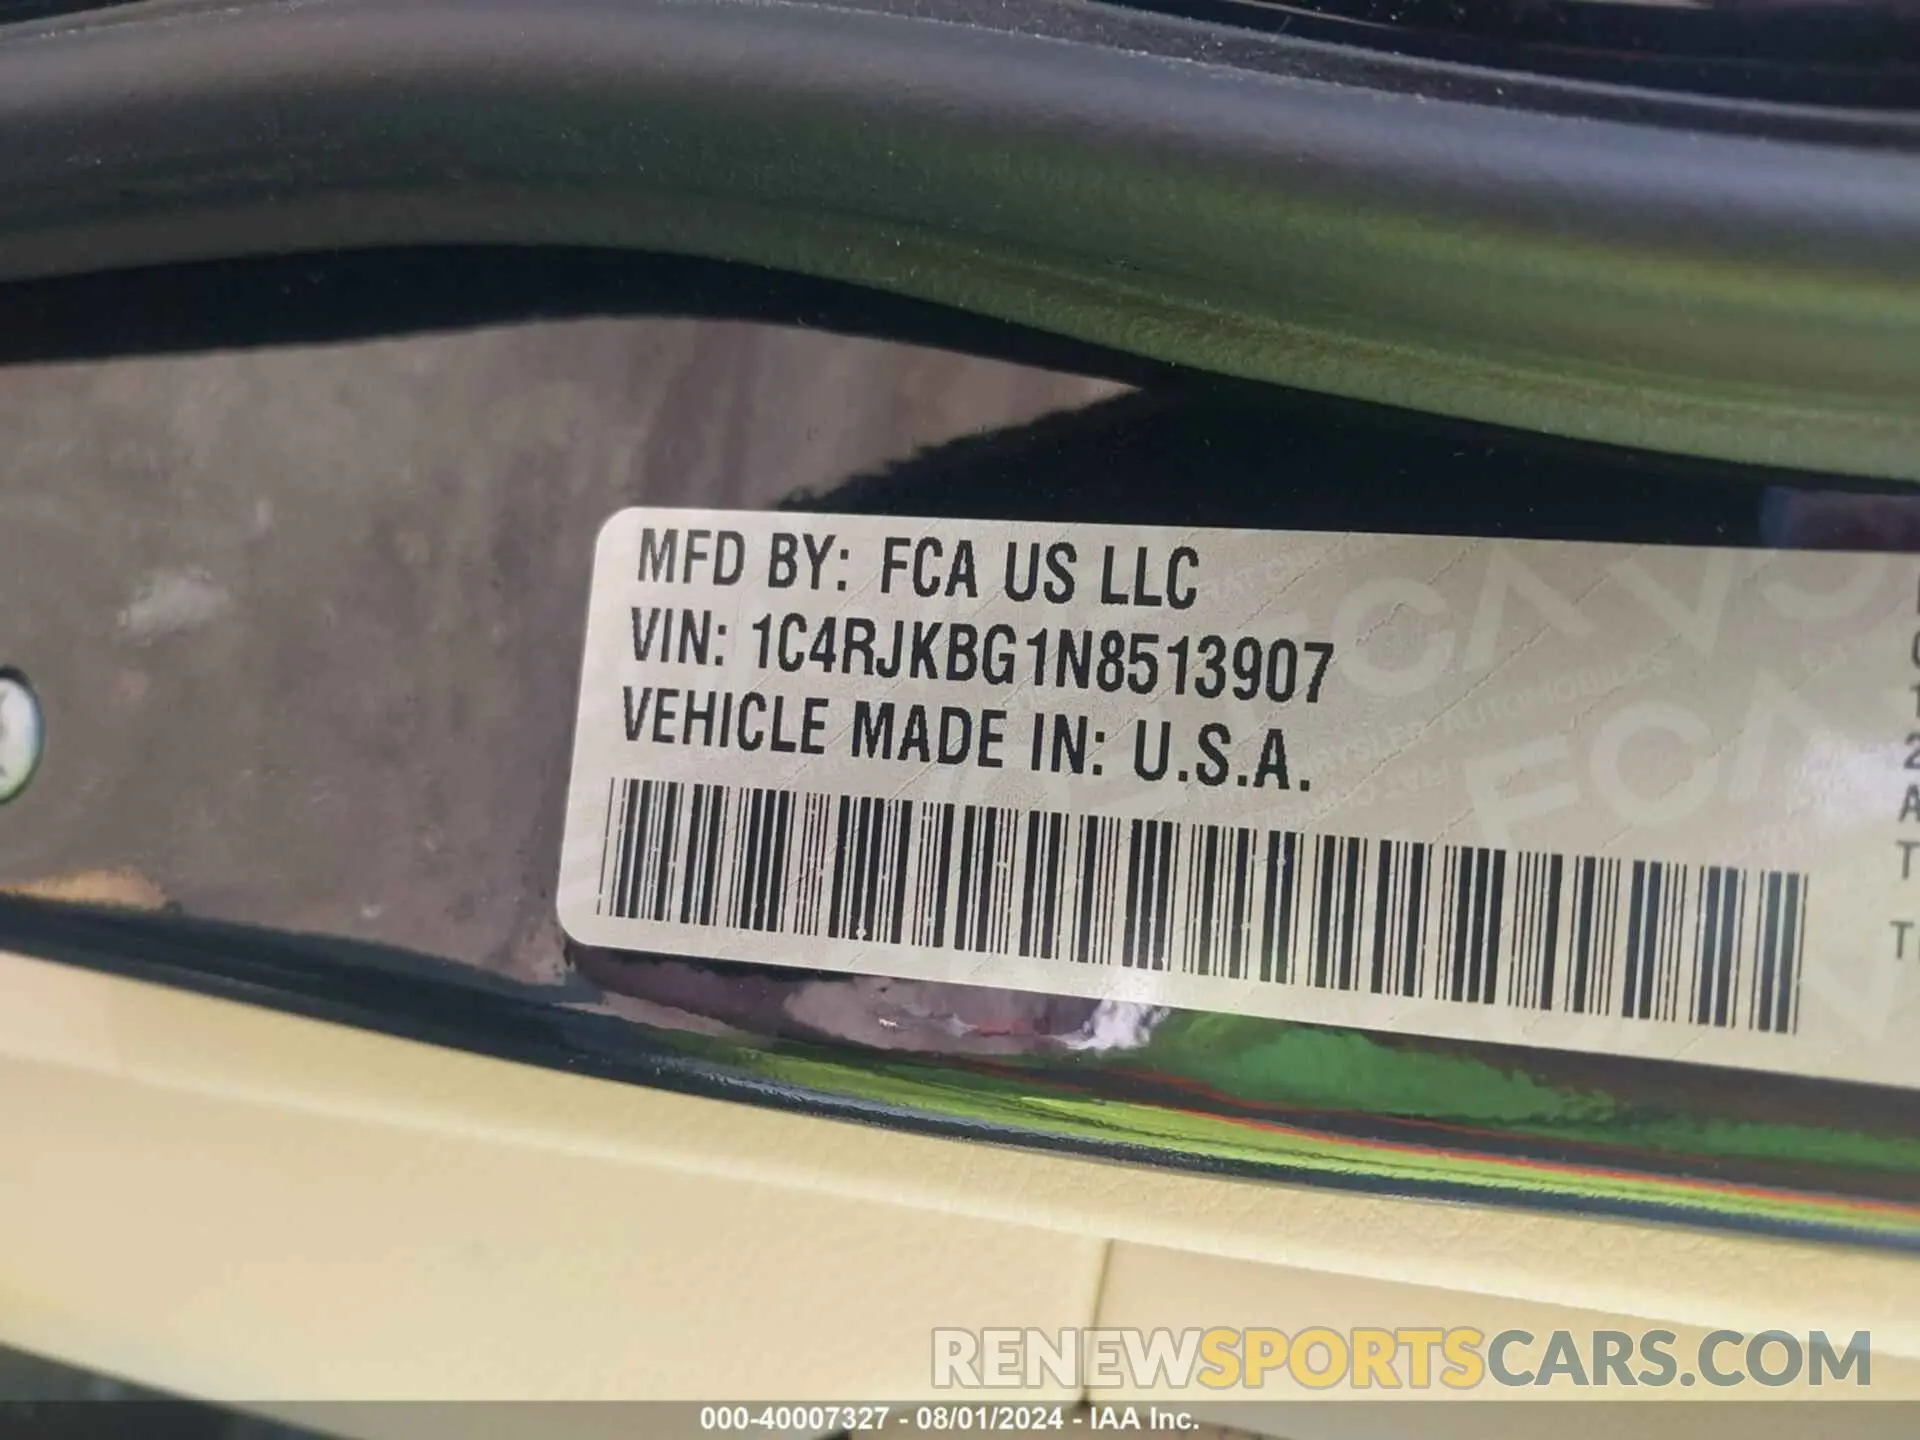 MFD BY: FCA US LLC
VIN: 1C4RJKBG1N8513907
VEHICLE MADE IN: U.S.A.
RENEWSPORTSCARS.COM
000-40007327 - 08/01/2024 - IAA Inc.